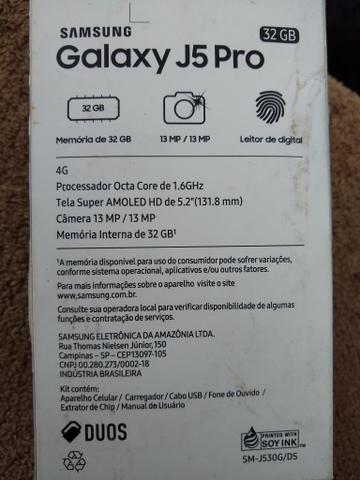 SAMSUNG
Galaxy J5 Pro 32 GB
32 GB
Memória de 32 GB 13 MP / 13 MP Leitor de digital
4G
Processador Octa Core de 1.6GHz
Tela Super AMOLED HD de 5.2"(131.8 mm)
Câmera 13 MP / 13 MP
Memória Interna de 32 GB¹
¹A memória disponível para uso do consumidor pode sofrer variações,
conforme sistema operacional, aplicativos e/ou outros fatores.
Para mais informações sobre o aparelho visite o site
www.samsung.com.br.
Consulte sua operadora local para verificar disponibilidade de algumas
funções e contratação de serviços.
SAMSUNG ELETRÔNICA DA AMAZÔNIA LTDA.
Rua Thomas Nielsen Júnior, 150
Campinas – SP – CEP13097-105
CNPJ 00.280.273/0002-18
INDÚSTRIA BRASILEIRA
Kit contém:
Aparelho Celular / Carregador / Cabo USB / Fone de Ouvido /
Extrator de Chip / Manual do Usuário
DUOS
PRINTED WITH
SOY INK™
SM-J530G/DS